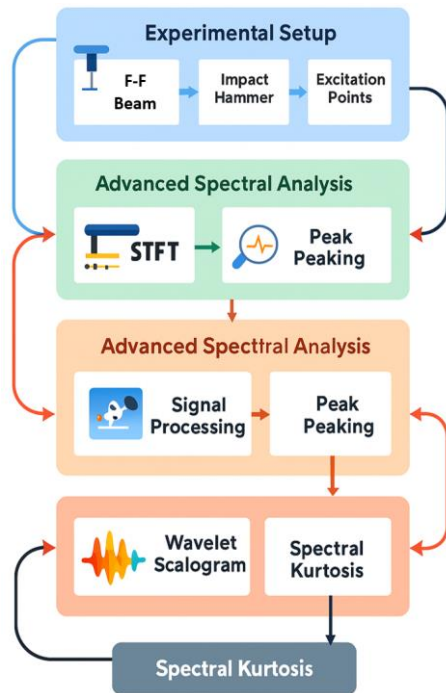 Experimental Setup
F-F
Beam
Impact
Hammer
Excitation
Points
Advanced Spectral Analysis
STFT
Peak
Peaking
Advanced Specttral Analysis
Signal
Processing
Peak
Peaking
Wavelet
Scalogram
Spectral
Kurtosis
Spectral Kurtosis